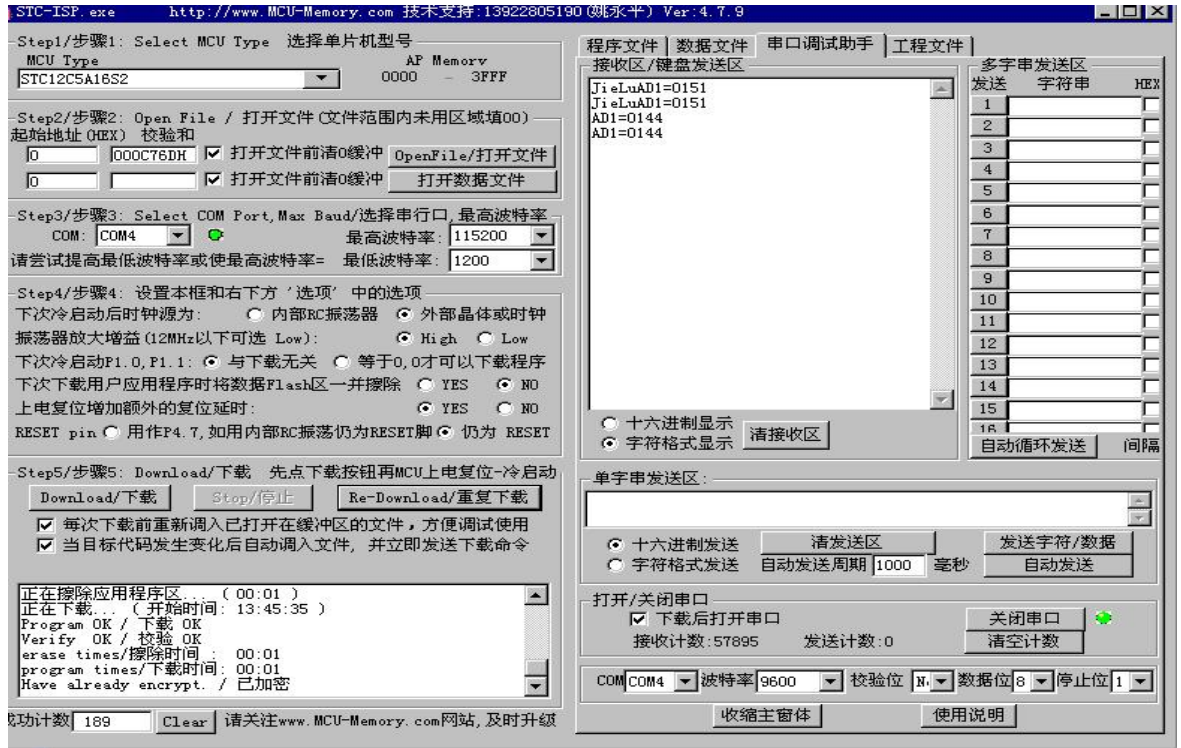 STC-ISP.exe http://www.MCU-Memory.com 技术支持:13922805190(姚永平) Ver:4.7.9
Step1/步骤1: Select MCU Type 选择单片机型号
MCU Type AP Memory
STC12C5A16S2 0000 - 3FFF
Step2/步骤2: Open File / 打开文件(文件范围内未用区域填00)
起始地址(HEX) 校验和
0 000C76DH 打开文件前清0缓冲 OpenFile/打开文件
0 打开文件前清0缓冲 打开数据文件
Step3/步骤3: Select COM Port,Max Baud/选择串行口,最高波特率
COM: COM4 最高波特率: 115200
请尝试提高最低波特率或使最高波特率= 最低波特率: 1200
Step4/步骤4: 设置本框和右下方 '选项' 中的选项
下次冷启动后时钟源为: 内部RC振荡器 外部晶体或时钟
振荡器放大增益(12MHz以下可选 Low): High Low
下次冷启动P1.0,P1.1: 与下载无关 等于0,0才可以下载程序
下次下载用户应用程序时将数据Flash区一并擦除 YES NO
上电复位增加额外的复位延时: YES NO
RESET pin 用作P4.7,如用内部RC振荡仍为RESET脚 仍为 RESET
Step5/步骤5: Download/下载 先点下载按钮再MCU上电复位-冷启动
Download/下载 Stop/停止 Re-Download/重复下载
每次下载前重新调入已打开在缓冲区的文件,方便调试使用
当目标代码发生变化后自动调入文件, 并立即发送下载命令
正在擦除应用程序区... ( 00:01 )
正在下载... ( 开始时间: 13:45:35 )
Program OK / 下载 OK
Verify OK / 校验 OK
erase times/擦除时间 : 00:01
program times/下载时间: 00:01
Have already encrypt. / 已加密
功计数 189 Clear 请关注www.MCU-Memory.com网站,及时升级
程序文件 数据文件 串口调试助手 工程文件
接收区/键盘发送区
JieLuAD1=0151
JieLuAD1=0151
AD1=0144
AD1=0144
十六进制显示
字符格式显示 清接收区
多字串发送区
发送 字符串 HEX
1
2
3
4
5
6
7
8
9
10
11
12
13
14
15
16
自动循环发送 间隔
单字串发送区:
十六进制发送 清发送区 发送字符/数据
字符格式发送 自动发送周期 1000 毫秒 自动发送
打开/关闭串口
下载后打开串口 关闭串口
接收计数:57895 发送计数:0 清空计数
COM COM4 波特率 9600 校验位 N. 数据位 8 停止位 1
收缩主窗体 使用说明